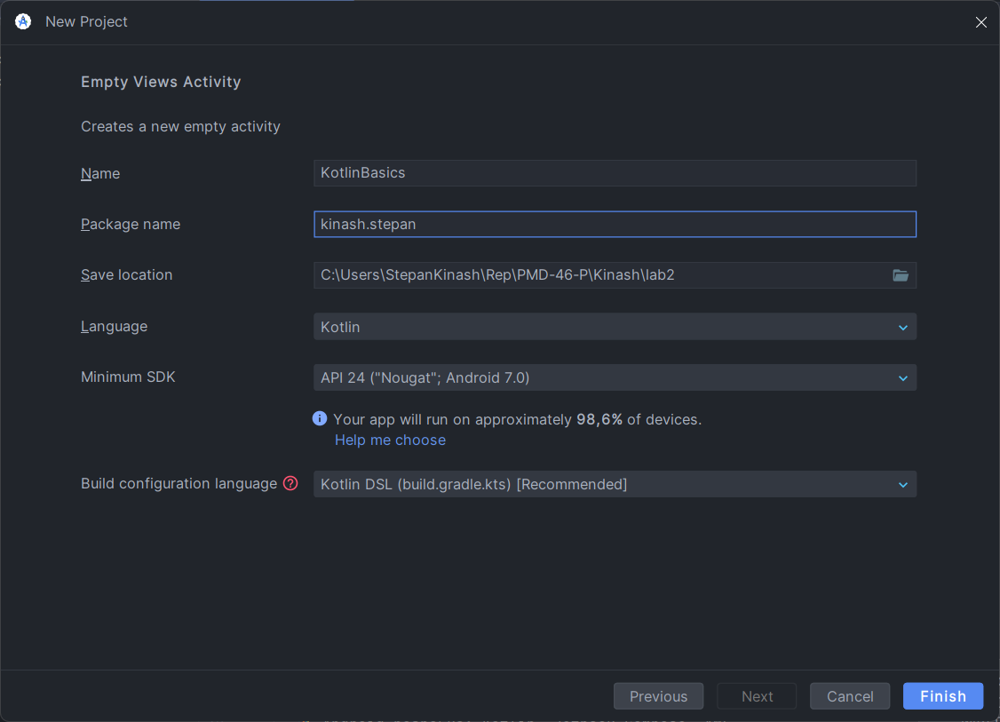 New Project
Empty Views Activity
Creates a new empty activity
Name
KotlinBasics
Package name
kinash.stepan
Save location
C:\Users\StepanKinash\Rep\PMD-46-P\Kinash\lab2
Language
Kotlin
Minimum SDK
API 24 ("Nougat"; Android 7.0)
Your app will run on approximately 98,6% of devices.
Help me choose
Build configuration language
Kotlin DSL (build.gradle.kts) [Recommended]
Previous
Next
Cancel
Finish